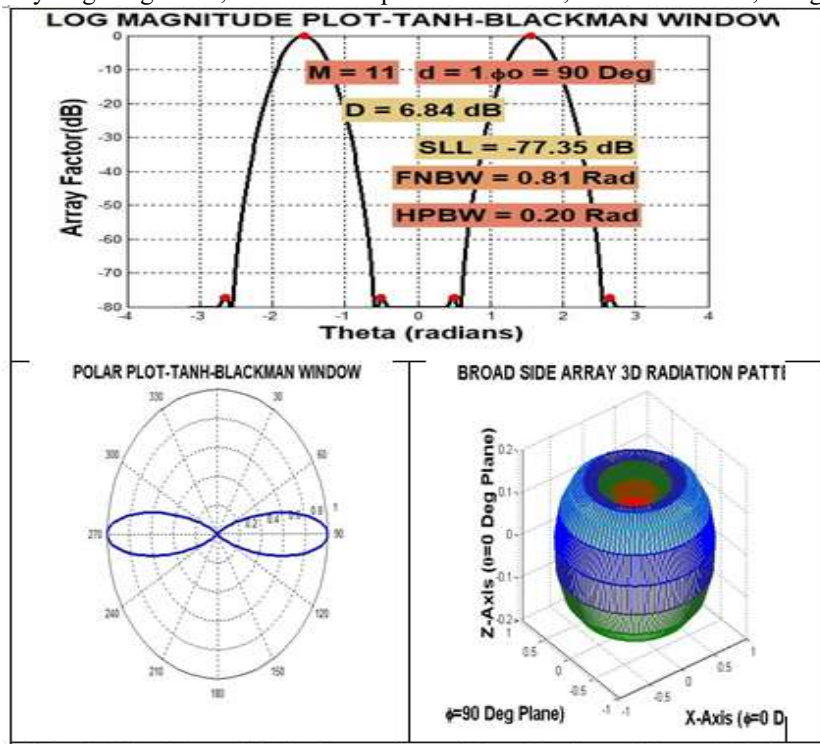 LOG MAGNITUDE PLOT-TANH-BLACKMAN WINDOW
0
-10
-20
-30
-40
-50
-60
-70
-80
Array Factor(dB)
M = 11 d = 1 ϕo = 90 Deg
D = 6.84 dB
SLL = -77.35 dB
FNBW = 0.81 Rad
HPBW = 0.20 Rad
-4 -3 -2 -1 0 1 2 3 4
Theta (radians)
POLAR PLOT-TANH-BLACKMAN WINDOW
330 30
300 60
270 0.2 0.4 0.8 1 90
240 120
210 150
180
BROAD SIDE ARRAY 3D RADIATION PATTE
Z-Axis (θ=0 Deg Plane)
0.2
0.1
0
-0.1
-0.2
1 0.5 0 -0.5 -1
-1 -0.5 0 0.5 1
ϕ=90 Deg Plane)
X-Axis (ϕ=0 D